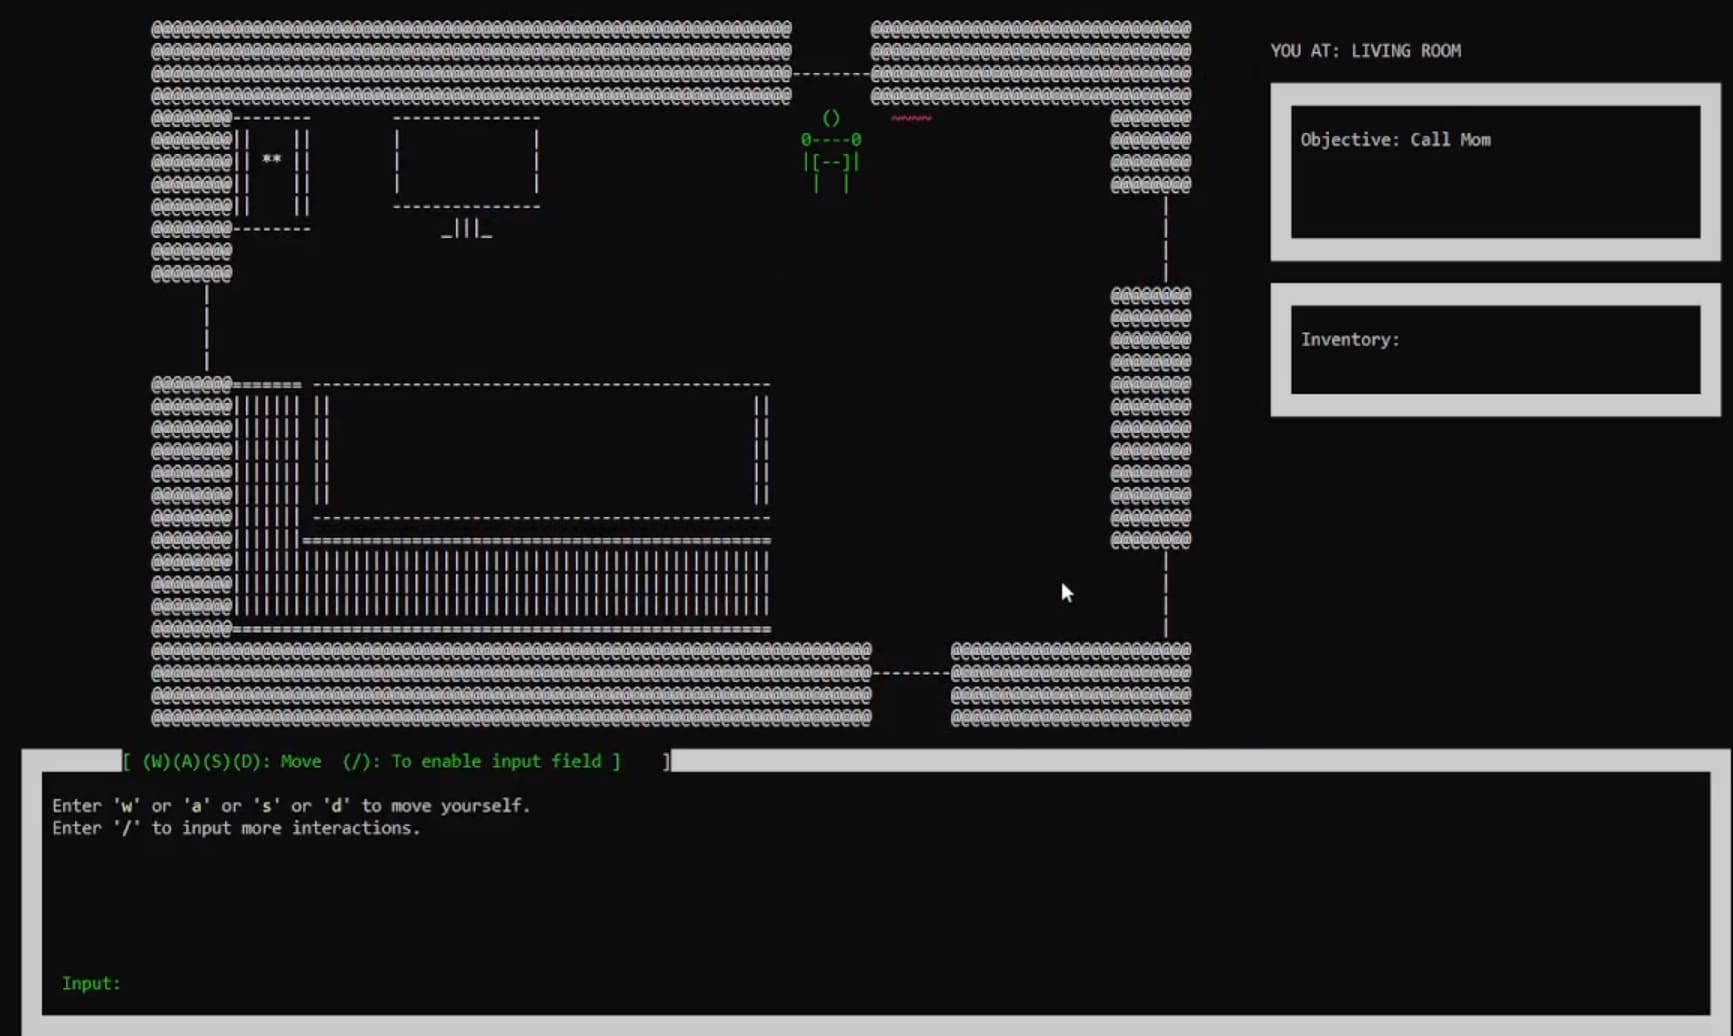 YOU AT: LIVING ROOM
Objective: Call Mom
Inventory:
[ (W)(A)(S)(D): Move  (/): To enable input field ]    ]
Enter 'w' or 'a' or 's' or 'd' to move yourself.
Enter '/' to input more interactions.
Input: